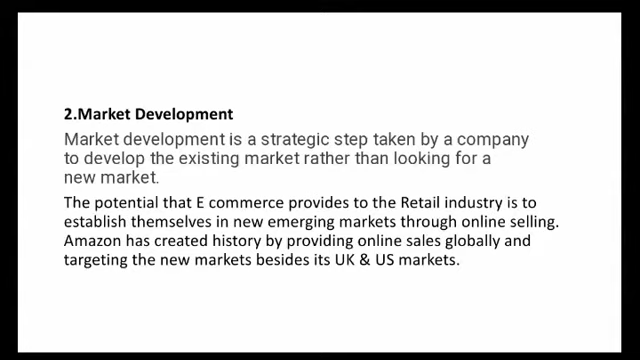 2.Market Development
Market development is a strategic step taken by a company
to develop the existing market rather than looking for a
new market.
The potential that E commerce provides to the Retail industry is to
establish themselves in new emerging markets through online selling.
Amazon has created history by providing online sales globally and
targeting the new markets besides its UK & US markets.